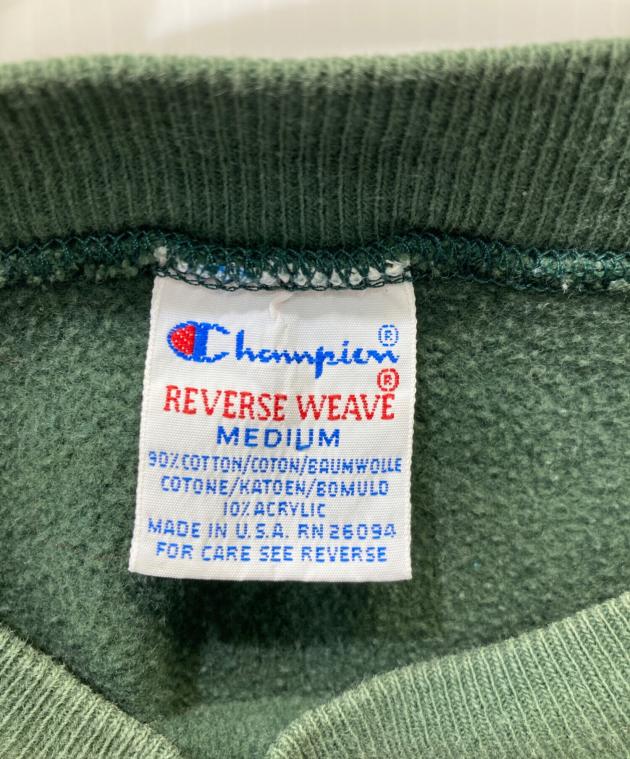 Champion®
REVERSE WEAVE®
MEDIUM
90% COTTON/COTON/BAUMWOLLE
COTONE/KATOEN/BOMULD
10% ACRYLIC
MADE IN U.S.A. RN 26094
FOR CARE SEE REVERSE